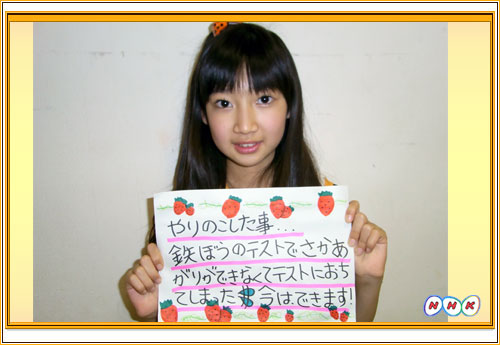 やりのこした事・・・
鉄ぼうのテストでさかあ
がりができなくてテストにおち
てしまった 今はできます!
NHK